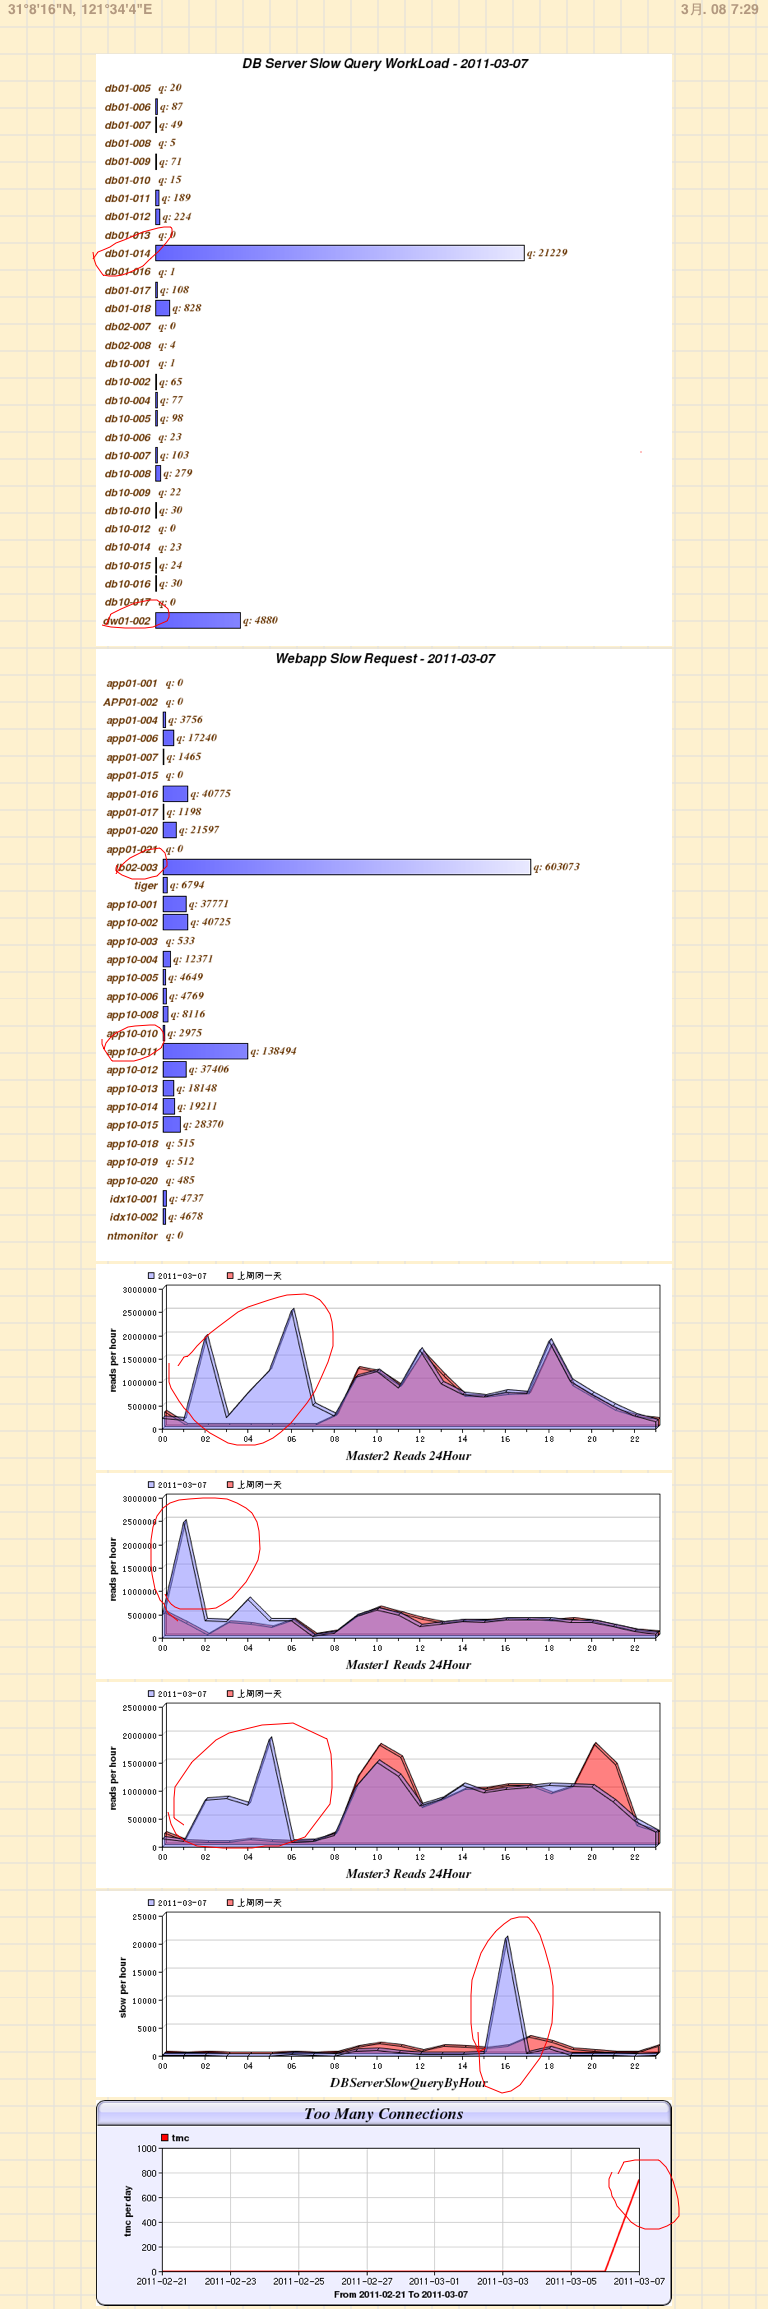 31°8'16"N, 121°34'4"E
3月. 08 7:29
DB Server Slow Query WorkLoad - 2011-03-07
db01-005 q: 20
db01-006 q: 87
db01-007 q: 49
db01-008 q: 5
db01-009 q: 71
db01-010 q: 15
db01-011 q: 189
db01-012 q: 224
db01-013 q: 0
db01-014 q: 21229
db01-016 q: 1
db01-017 q: 108
db01-018 q: 828
db02-007 q: 0
db02-008 q: 4
db10-001 q: 1
db10-002 q: 65
db10-004 q: 77
db10-005 q: 98
db10-006 q: 23
db10-007 q: 103
db10-008 q: 279
db10-009 q: 22
db10-010 q: 30
db10-012 q: 0
db10-014 q: 23
db10-015 q: 24
db10-016 q: 30
db10-017 q: 0
dw01-002 q: 4880
Webapp Slow Request - 2011-03-07
app01-001 q: 0
APP01-002 q: 0
app01-004 q: 3756
app01-006 q: 17240
app01-007 q: 1465
app01-015 q: 0
app01-016 q: 40775
app01-017 q: 1198
app01-020 q: 21597
app01-021 q: 0
lb02-003 q: 603073
tiger q: 6794
app10-001 q: 37771
app10-002 q: 40725
app10-003 q: 533
app10-004 q: 12371
app10-005 q: 4649
app10-006 q: 4769
app10-008 q: 8116
app10-010 q: 2975
app10-011 q: 138494
app10-012 q: 37406
app10-013 q: 18148
app10-014 q: 19211
app10-015 q: 28370
app10-018 q: 515
app10-019 q: 512
app10-020 q: 485
idx10-001 q: 4737
idx10-002 q: 4678
ntmonitor q: 0
2011-03-07 上周同一天
reads per hour
3000000
2500000
2000000
1500000
1000000
500000
0
00 02 04 06 08 10 12 14 16 18 20 22
Master2 Reads 24Hour
2011-03-07 上周同一天
reads per hour
3000000
2500000
2000000
1500000
1000000
500000
0
00 02 04 06 08 10 12 14 16 18 20 22
Master1 Reads 24Hour
2011-03-07 上周同一天
reads per hour
2500000
2000000
1500000
1000000
500000
0
00 02 04 06 08 10 12 14 16 18 20 22
Master3 Reads 24Hour
2011-03-07 上周同一天
slow per hour
25000
20000
15000
10000
5000
0
00 02 04 06 08 10 12 14 16 18 20 22
DBServerSlowQueryByHour
Too Many Connections
tmc
tmc per day
1000
800
600
400
200
0
2011-02-21 2011-02-23 2011-02-25 2011-02-27 2011-03-01 2011-03-03 2011-03-05 2011-03-07
From 2011-02-21 To 2011-03-07